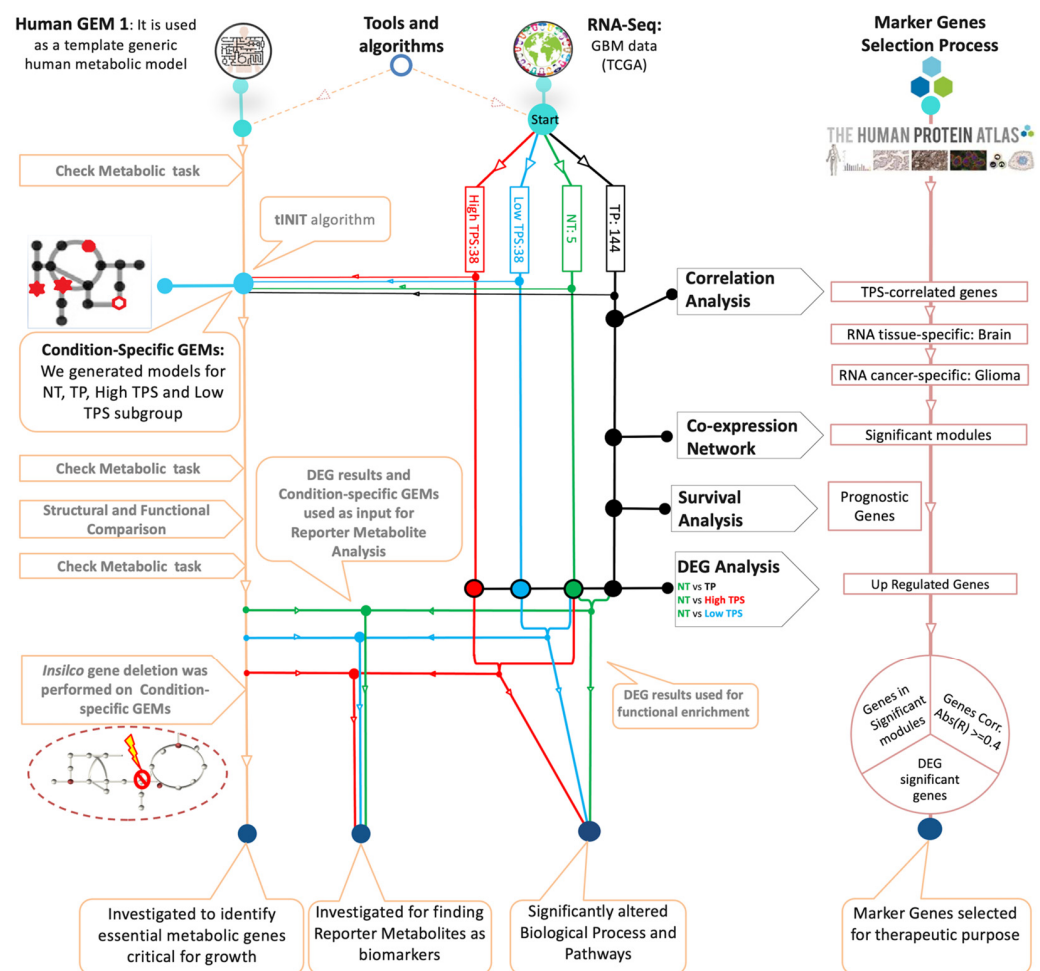 Human GEM 1: It is used
as a template generic
human metabolic model
Tools and
algorithms
RNA-Seq:
GBM data
(TCGA)
Marker Genes
Selection Process
Start
THE HUMAN PROTEIN ATLAS
Check Metabolic task
tINIT algorithm
High TPS:38
Low TPS:38
NT: 5
TP: 144
Correlation
Analysis
TPS-correlated genes
RNA tissue-specific: Brain
RNA cancer-specific: Glioma
Condition-Specific GEMs:
We generated models for
NT, TP, High TPS and Low
TPS subgroup
Co-expression
Network
Significant modules
Check Metabolic task
DEG results and
Condition-specific GEMs
used as input for
Reporter Metabolite
Analysis
Structural and Functional
Comparison
Survival
Analysis
Prognostic
Genes
Check Metabolic task
DEG Analysis
NT vs TP
NT vs High TPS
NT vs Low TPS
Up Regulated Genes
Insilco gene deletion was
performed on Condition-
specific GEMs
DEG results used for
functional enrichment
Genes in
Significant
modules
Genes Corr.
Abs(R) >=0.4
DEG
significant
genes
Investigated to identify
essential metabolic genes
critical for growth
Investigated for finding
Reporter Metabolites as
biomarkers
Significantly altered
Biological Process and
Pathways
Marker Genes selected
for therapeutic purpose